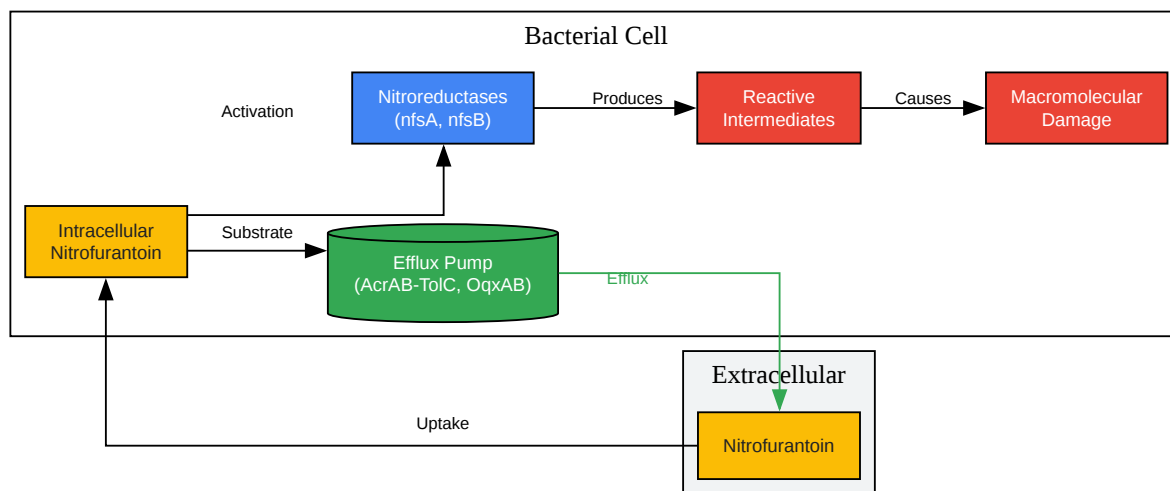 Bacterial Cell
Activation
Nitroreductases
(nfsA, nfsB)
Produces
Reactive
Intermediates
Causes
Macromolecular
Damage
Intracellular
Nitrofurantoin
Substrate
Efflux Pump
(AcrAB-TolC, OqxAB)
Efflux
Extracellular
Uptake
Nitrofurantoin